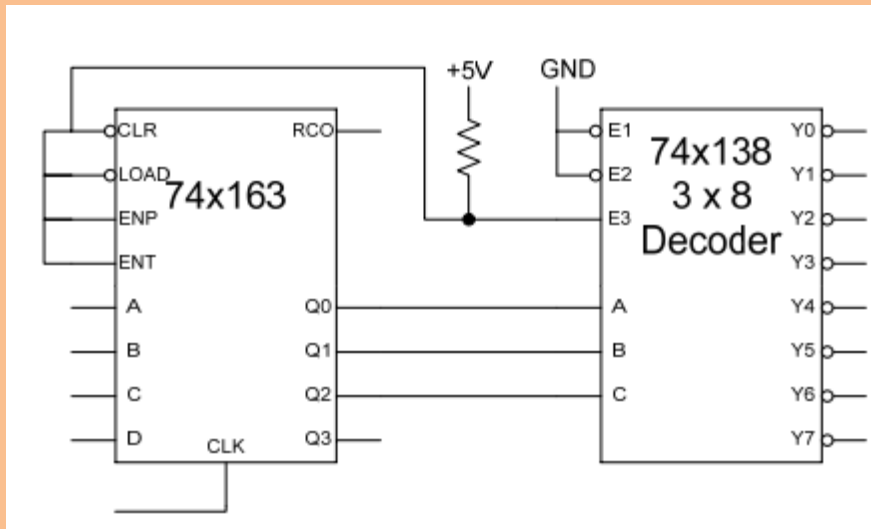 +5V
GND
CLR
RCO
LOAD
74x163
ENP
ENT
A
Q0
B
Q1
C
Q2
D
Q3
CLK
E1
Y0
74x138
E2
Y1
3 x 8
E3
Y2
Decoder
Y3
A
Y4
B
Y5
C
Y6
Y7